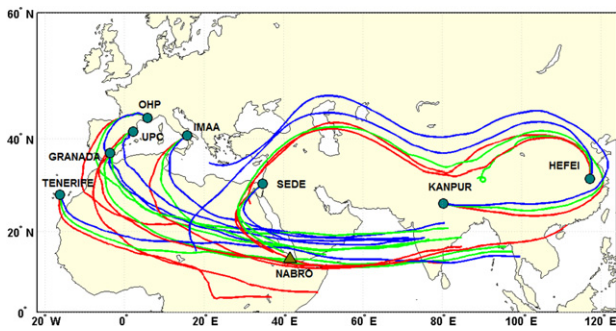 60° N
OHP
UPC
IMAA
40° N
GRANADA
HEFEI
TENERIFE
SEDE
KANPUR
20° N
NABRO
0°
20° W
0°
20° E
40° E
60° E
80° E
100° E
120° E